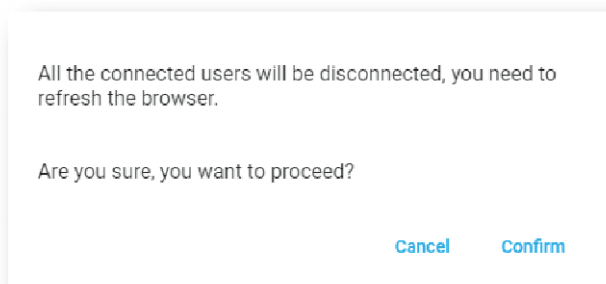 All the connected users will be disconnected, you need to
refresh the browser.
Are you sure, you want to proceed?
Cancel Confirm